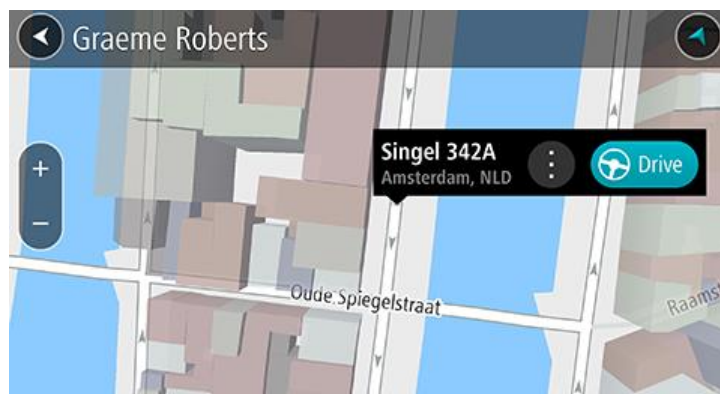 Graeme Roberts
Singel 342A
Amsterdam, NLD
Drive
+
−
Oude Spiegelstraat